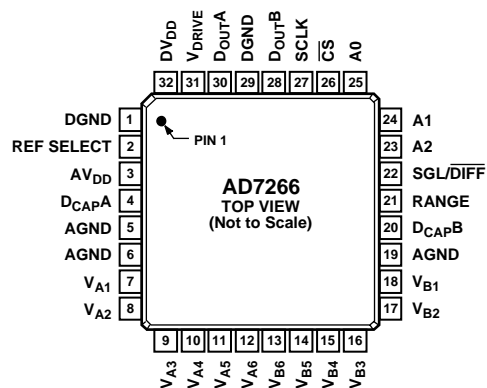 DVDD
VDRIVE
DOUTA
DGND
DOUTB
SCLK
CS
A0
32 31 30 29 28 27 26 25
DGND 1
REF SELECT 2
AVDD 3
DCAPA 4
AGND 5
AGND 6
VA1 7
VA2 8
PIN 1
AD7266
TOP VIEW
(Not to Scale)
24 A1
23 A2
22 SGL/DIFF
21 RANGE
20 DCAPB
19 AGND
18 VB1
17 VB2
9 10 11 12 13 14 15 16
VA3
VA4
VA5
VA6
VB6
VB5
VB4
VB3